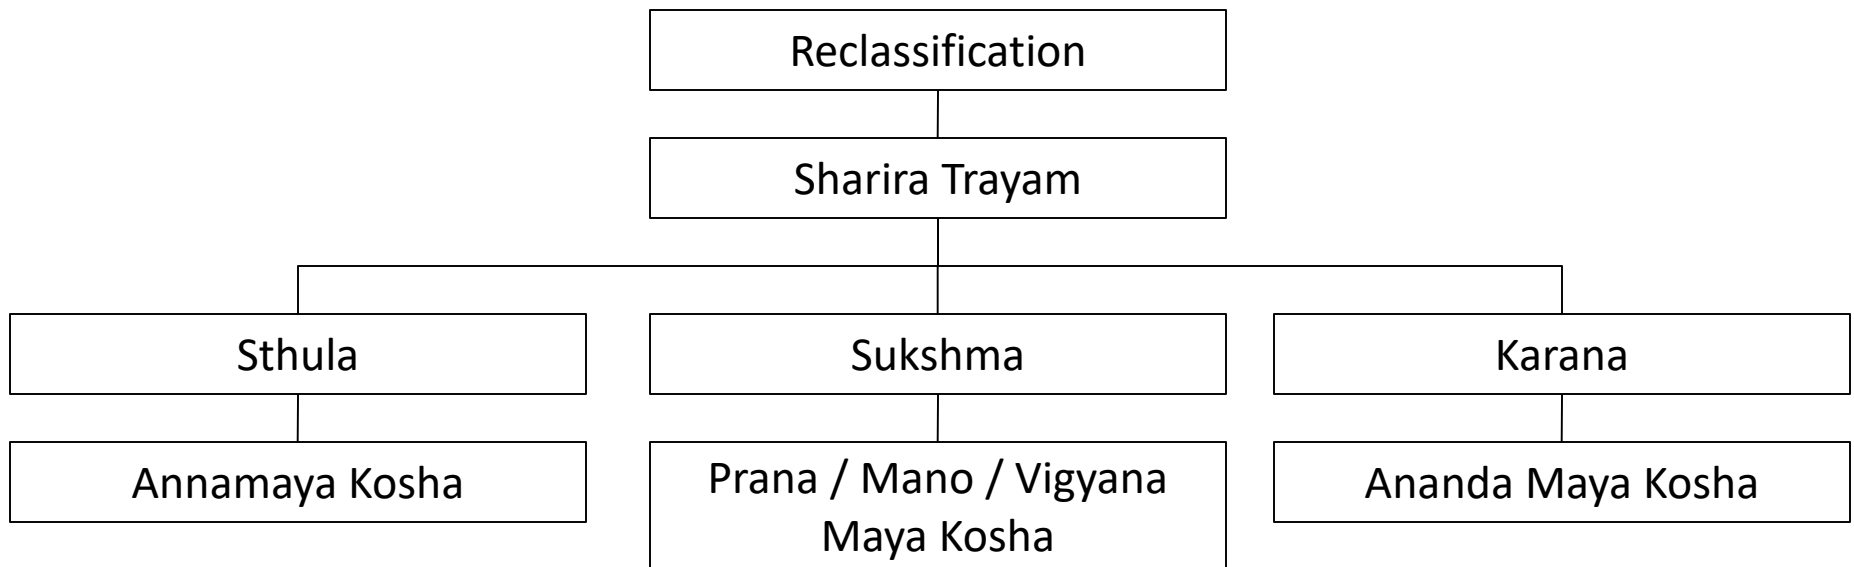 Reclassification
Sharira Trayam
Sthula
Sukshma
Karana
Annamaya Kosha
Prana / Mano / Vigyana
Maya Kosha
Ananda Maya Kosha